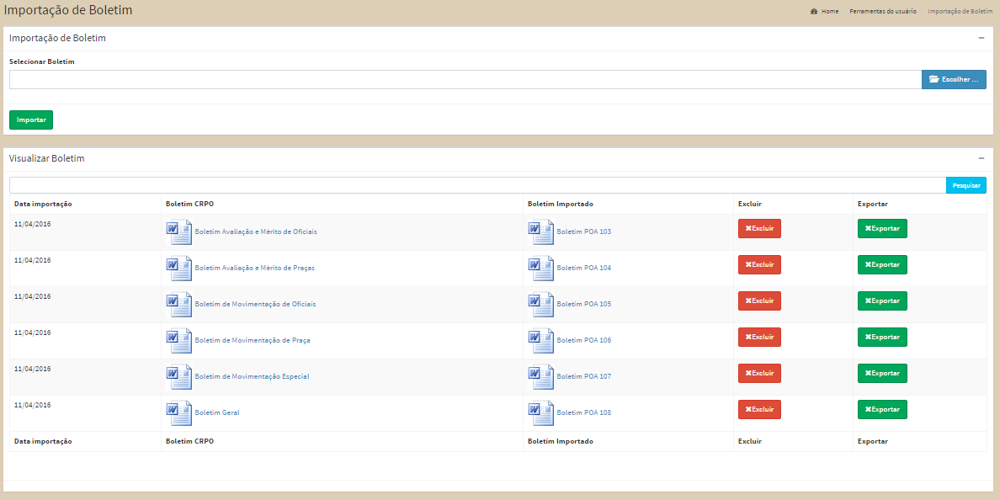 Importação de Boletim
Home Ferramentas do usuário Importação de Boletim
Importação de Boletim
Selecionar Boletim
Escolher ...
Importar
Visualizar Boletim
Pesquisar
Data importação Boletim CRPO Boletim Importado Excluir Exportar
11/04/2016 Boletim Avaliação e Mérito de Oficiais Boletim POA 103 Excluir Exportar
11/04/2016 Boletim Avaliação e Mérito de Praças Boletim POA 104 Excluir Exportar
11/04/2016 Boletim de Movimentação de Oficiais Boletim POA 105 Excluir Exportar
11/04/2016 Boletim de Movimentação de Praça Boletim POA 106 Excluir Exportar
11/04/2016 Boletim de Movimentação Especial Boletim POA 107 Excluir Exportar
11/04/2016 Boletim Geral Boletim POA 108 Excluir Exportar
Data importação Boletim CRPO Boletim Importado Excluir Exportar